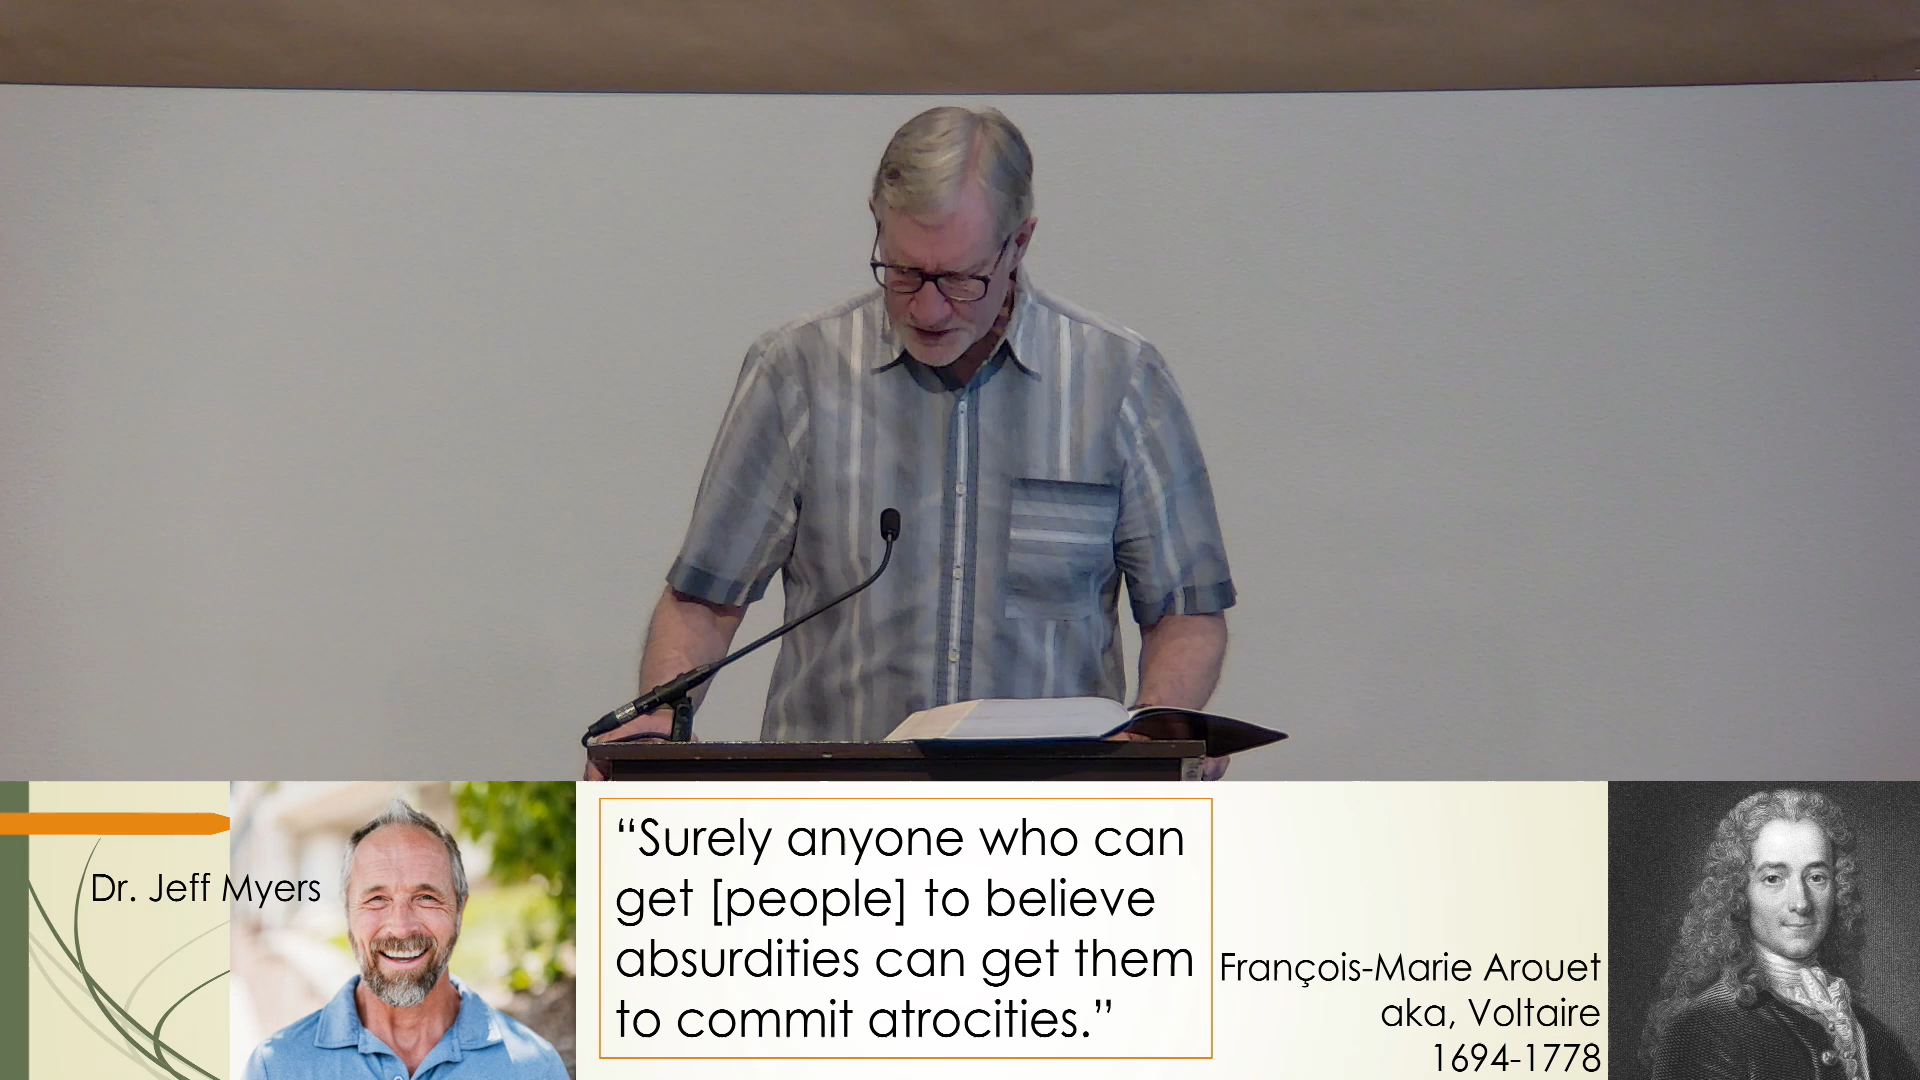 Dr. Jeff Myers
“Surely anyone who can
get [people] to believe
absurdities can get them
to commit atrocities.”
François-Marie Arouet
aka, Voltaire
1694-1778